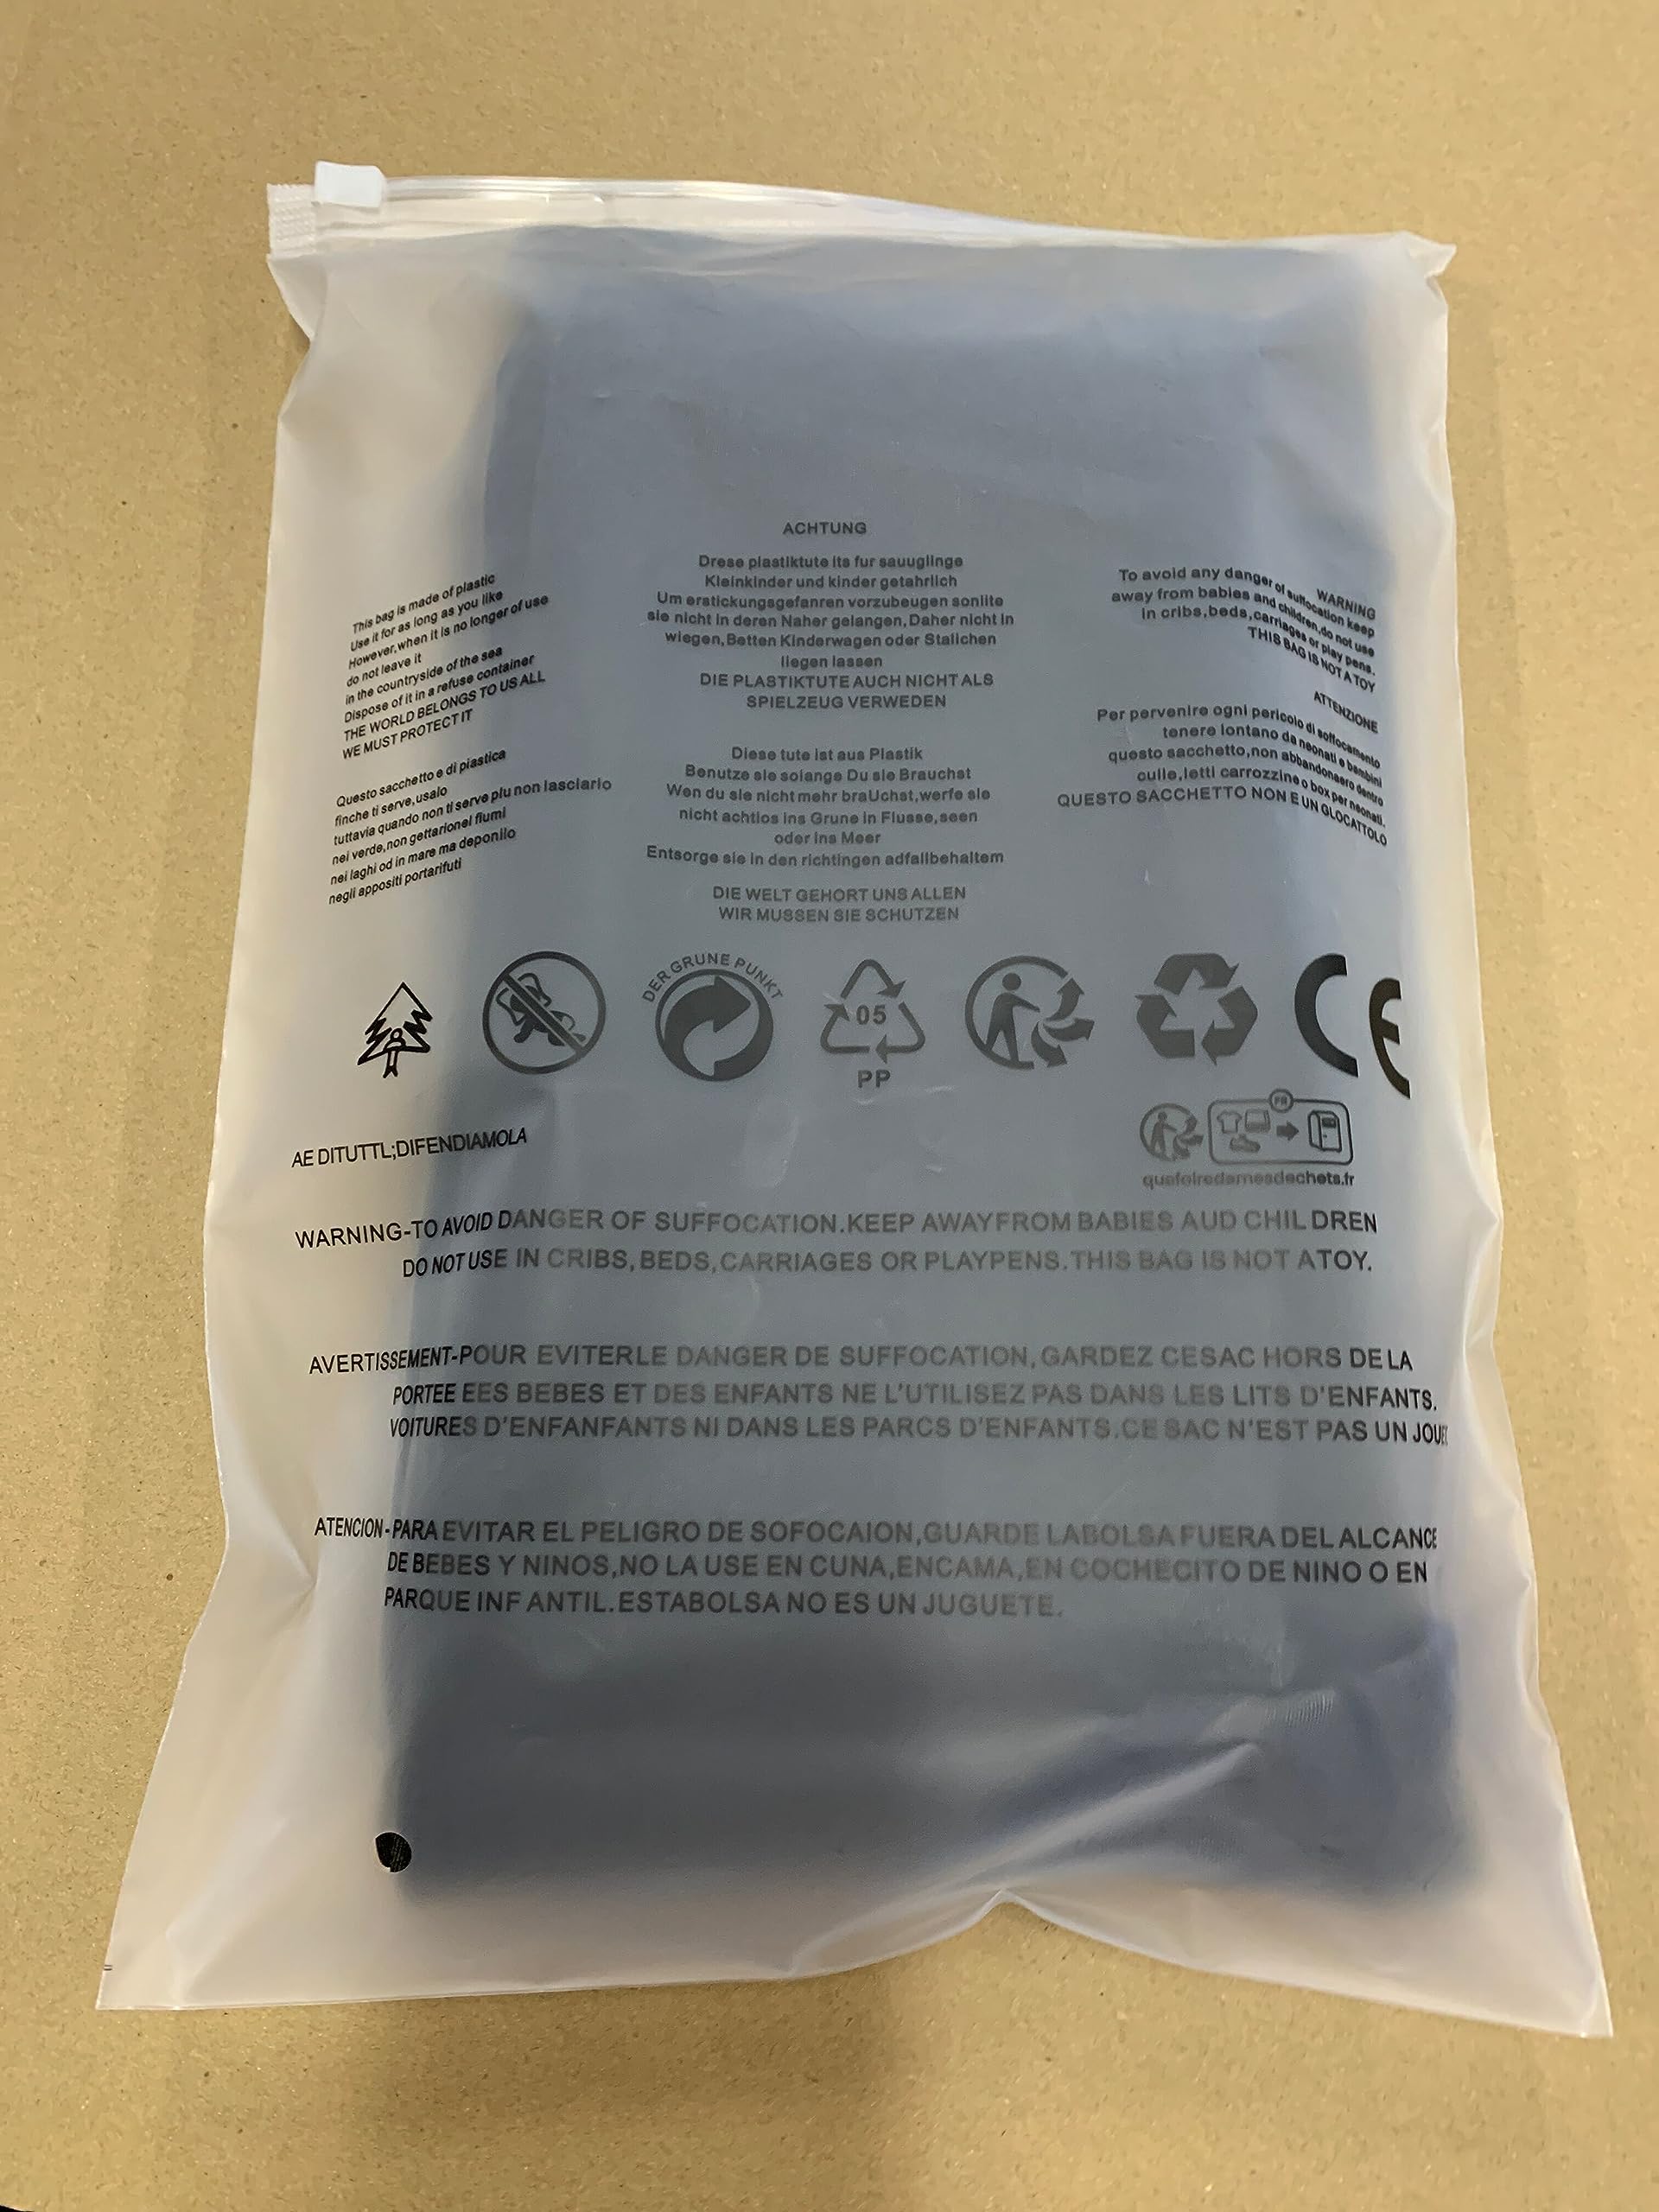 This bag is made of plastic
Use it for as long as you like
However,when it is no longer of use
do not leave it
in the countryside of the sea
Dispose of it in a refuse container
THE WORLD BELONGS TO US ALL
WE MUST PROTECT IT
Questo sacchetto e di piastica
finche ti serve,usalo
tuttavia quando non ti serve plu non lasclario
nei verde,non gettarionel flumi
nei laghi od in mare ma deponilo
negli appositi portarifuti
ACHTUNG
Drese plastiktute its fur sauuglinge
Kleinkinder und kinder getahrlich
Um erstickungsgefanren vorzubeugen sonlite
sle nicht in deren Naher gelangen,Daher nicht in
wiegen,Betten Kinderwagen oder Stalichen
liegen lassen
DIE PLASTIKTUTE AUCH NICHT ALS
SPIELZEUG VERWEDEN
Diese tute ist aus Plastik
Benutze sle solange Du sle Brauchst
Wen du sle nicht mehr braUchst,werfe sle
nicht achtlos ins Grune in Flusse,seen
oder ins Meer
Entsorge sle in den richtingen adfallbehaltem
DIE WELT GEHORT UNS ALLEN
WIR MUSSEN SIE SCHUTZEN
WARNING
To avoid any danger of suffocation keep
away from babies and children,do not use
in cribs,beds,carriages or play pens.
THIS BAG IS NOT A TOY
ATTENZIONE
Per pervenire ogni pericolo di soffocamento
tenere lontano da neonati e bambini
questo sacchetto,non abbandonaero dentro
culle,letti carrozzine o box per neonati.
QUESTO SACCHETTO NON E UN GLOCATTOLO
DER GRUNE PUNKT
05
PP
CE
FR
quefairedemesdechets.fr
AE DITUTTL;DIFENDIAMOLA
WARNING-TO AVOID DANGER OF SUFFOCATION.KEEP AWAYFROM BABIES AUD CHIL DREN
DO NOT USE IN CRIBS,BEDS,CARRIAGES OR PLAYPENS.THIS BAG IS NOT ATOY.
AVERTISSEMENT-POUR EVITERLE DANGER DE SUFFOCATION,GARDEZ CESAC HORS DE LA
PORTEE EES BEBES ET DES ENFANTS NE L'UTILISEZ PAS DANS LES LITS D'ENFANTS.
VOITURES D'ENFANFANTS NI DANS LES PARCS D'ENFANTS.CE SAC N'EST PAS UN JOUET
ATENCION-PARA EVITAR EL PELIGRO DE SOFOCAION,GUARDE LABOLSA FUERA DEL ALCANCE
DE BEBES Y NINOS,NO LA USE EN CUNA,ENCAMA,EN COCHECITO DE NINO O EN
PARQUE INF ANTIL.ESTABOLSA NO ES UN JUGUETE.